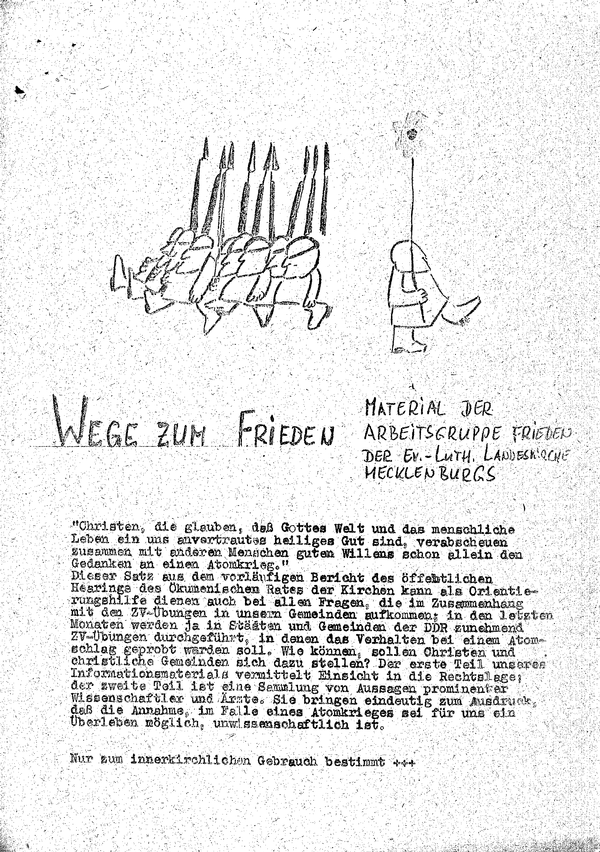 WEGE ZUM FRIEDEN
MATERIAL DER
ARBEITSGRUPPE FRIEDEN
DER EV.-LUTH. LANDESKIRCHE
MECKLENBURGS
"Christen, die glauben, daß Gottes Welt und das menschliche
Leben ein uns anvertrautes heiliges Gut sind, verabscheuen
zusammen mit anderen Menschen guten Willens schon allein den
Gedanken an einen Atomkrieg."
Dieser Satz aus dem vorläufigen Bericht des öffentlichen
Hearings des Ökumenischen Rates der Kirchen kann als Orientie-
rungshilfe dienen auch bei allen Fragen, die im Zusammenhang
mit den ZV-Übungen in unsern Gemeinden aufkommen; in den letzten
Monaten werden ja in Städten und Gemeinden der DDR zunehmend
ZV-Übungen durchgeführt, in denen das Verhalten bei einem Atom-
schlag geprobt werden soll. Wie können, sollen Christen und
christliche Gemeinden sich dazu stellen? Der erste Teil unseres
Informationsmaterials vermittelt Einsicht in die Rechtslage;
der zweite Teil ist eine Sammlung von Aussagen prominenter
Wissenschaftler und Ärzte. Sie bringen eindeutig zum Ausdruck,
daß die Annahme, im Falle eines Atomkrieges sei für uns ein
Überleben möglich, unwissenschaftlich ist.
Nur zum innerkirchlichen Gebrauch bestimmt +++